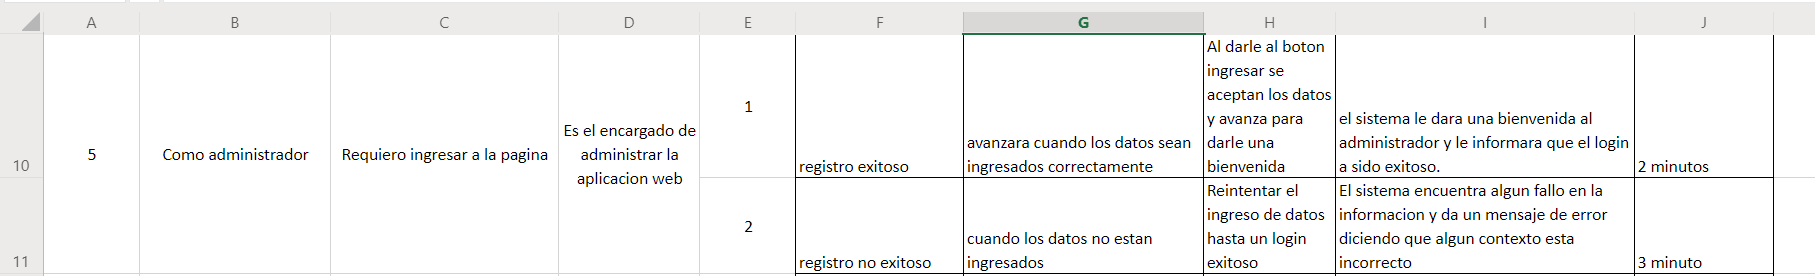 A B C D E F G H I J
10
5
Como administrador
Requiero ingresar a la pagina
Es el encargado de
administrar la
aplicacion web
1
registro exitoso
avanzara cuando los datos sean
ingresados correctamente
Al darle al boton
ingresar se
aceptan los datos
y avanza para
darle una
bienvenida
el sistema le dara una bienvenida al
administrador y le informara que el login
a sido exitoso.
2 minutos
11
2
registro no exitoso
cuando los datos no estan
ingresados
Reintentar el
ingreso de datos
hasta un login
exitoso
El sistema encuentra algun fallo en la
informacion y da un mensaje de error
diciendo que algun contexto esta
incorrecto
3 minuto